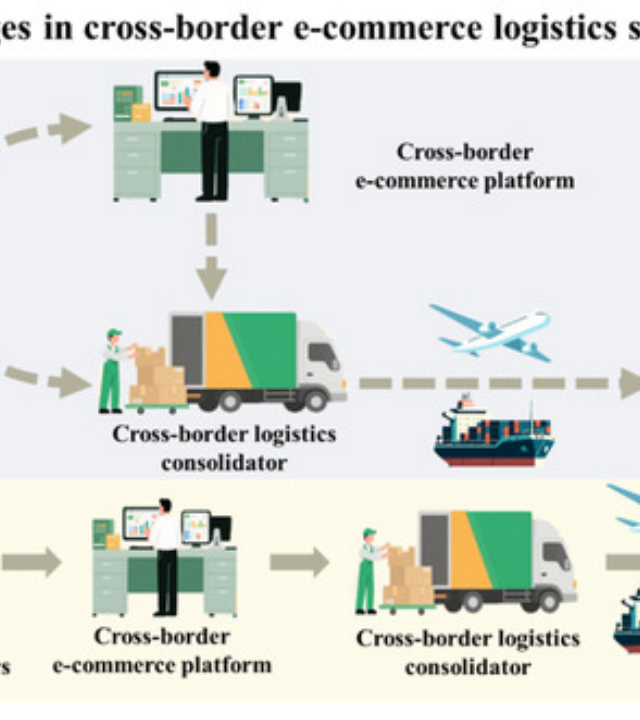 es in cross-border e-commerce logistics s
Cross-border
e-commerce platform
Cross-border logistics
consolidator
Cross-border
e-commerce platform
Cross-border logistics
consolidator